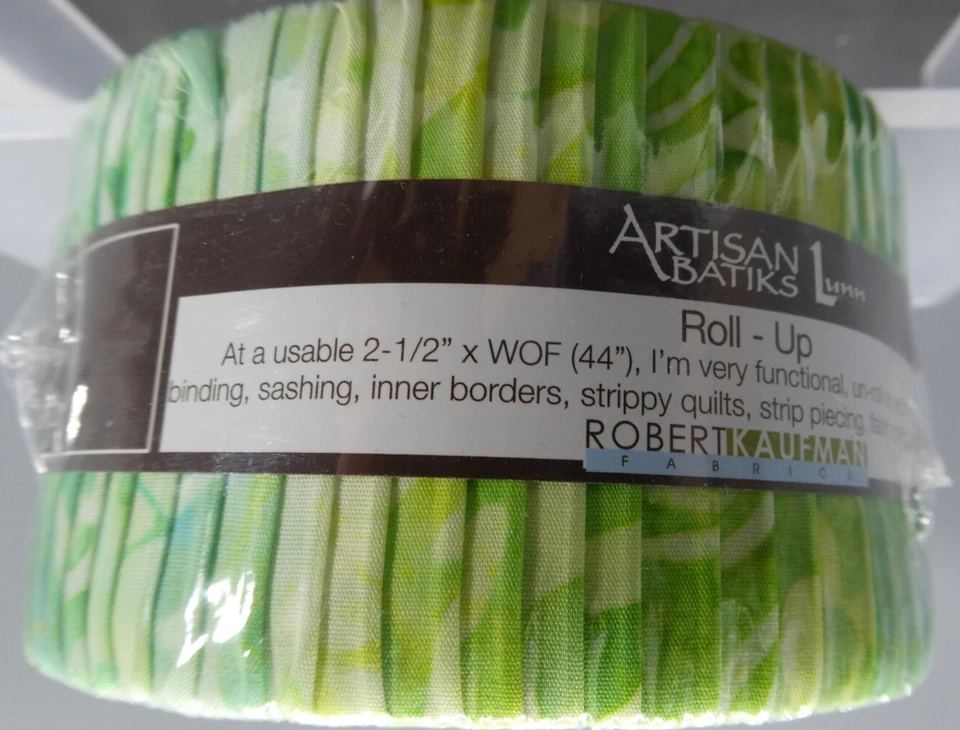 ARTISAN
BATIKS Lunn
Roll - Up
At a usable 2-1/2” x WOF (44”), I’m very functional,
binding, sashing, inner borders, strippy quilts, strip piecing,
ROBERTKAUFMAN
FABRICS